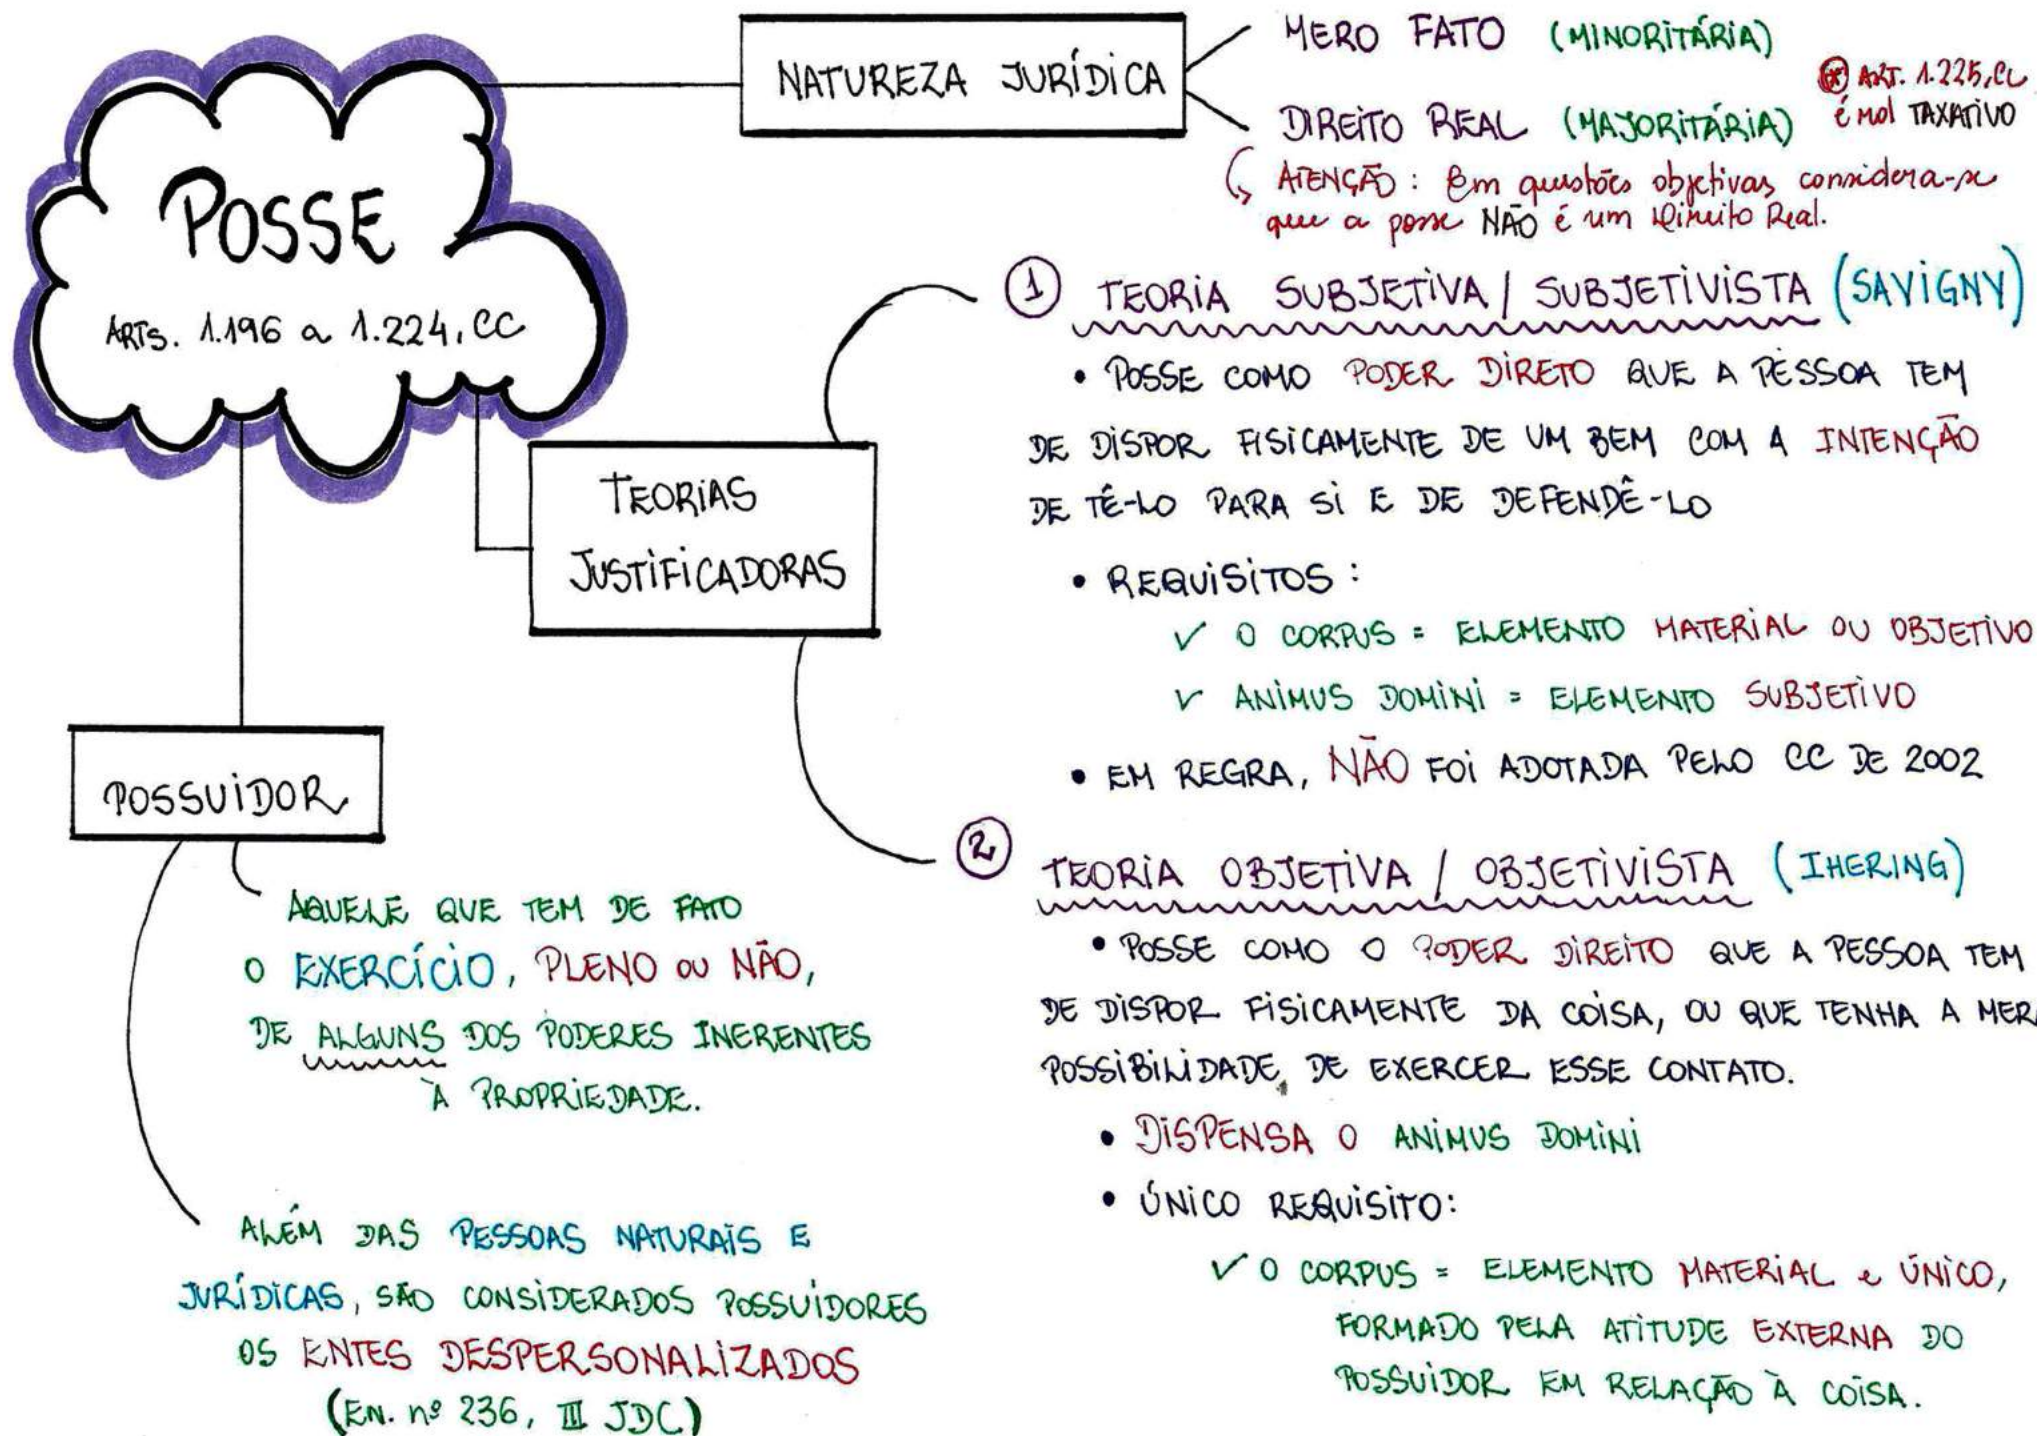 POSSE
ARTS. 1.196 a 1.224, CC
NATUREZA JURÍDICA
MERO FATO (MINORITÁRIA)
DIREITO REAL (MAJORITÁRIA)
* ART. 1.225, CC
é rol TAXATIVO
ATENÇÃO: Em questões objetivas considera-se
que a posse NÃO é um Direito Real.
TEORIAS
JUSTIFICADORAS
1 TEORIA SUBJETIVA / SUBJETIVISTA (SAVIGNY)
• POSSE COMO PODER DIRETO QUE A PESSOA TEM
DE DISPOR FISICAMENTE DE UM BEM COM A INTENÇÃO
DE TÊ-LO PARA SI E DE DEFENDÊ-LO
• REQUISITOS:
✓ O CORPUS = ELEMENTO MATERIAL OU OBJETIVO
✓ ANIMUS DOMINI = ELEMENTO SUBJETIVO
• EM REGRA, NÃO FOI ADOTADA PELO CC DE 2002
2 TEORIA OBJETIVA / OBJETIVISTA (IHERING)
• POSSE COMO O PODER DIREITO QUE A PESSOA TEM
DE DISPOR FISICAMENTE DA COISA, OU QUE TENHA A MERA
POSSIBILIDADE DE EXERCER ESSE CONTATO.
• DISPENSA O ANIMUS DOMINI
• ÚNICO REQUISITO:
✓ O CORPUS = ELEMENTO MATERIAL e ÚNICO,
FORMADO PELA ATITUDE EXTERNA DO
POSSUIDOR EM RELAÇÃO À COISA.
POSSUIDOR
AQUELE QUE TEM DE FATO
O EXERCÍCIO, PLENO OU NÃO,
DE ALGUNS DOS PODERES INERENTES
À PROPRIEDADE.
ALÉM DAS PESSOAS NATURAIS E
JURÍDICAS, SÃO CONSIDERADOS POSSUIDORES
OS ENTES DESPERSONALIZADOS
(EN. nº 236, III JDC)